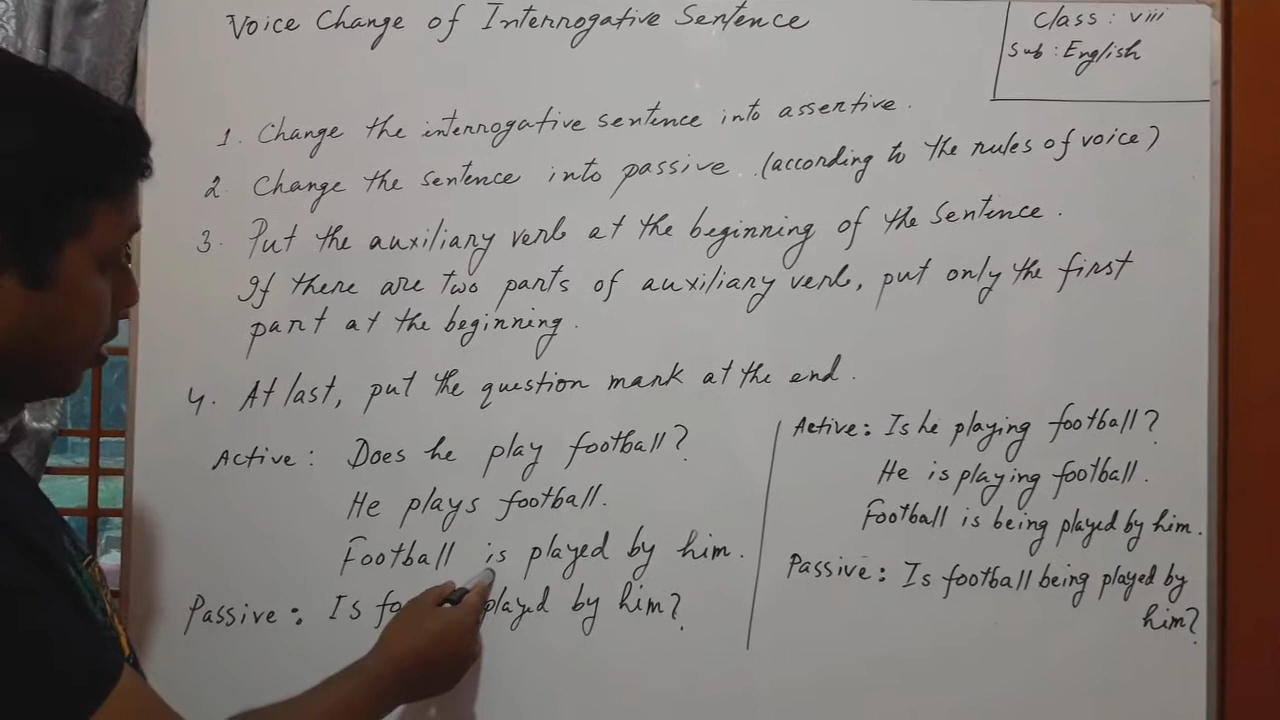 Voice Change of Interrogative Sentence
Class : viii
Sub : English
1. Change the interrogative sentence into assertive.
2. Change the sentence into passive. (according to the rules of voice)
3. Put the auxiliary verb at the beginning of the sentence.
If there are two parts of auxiliary verb, put only the first
part at the beginning.
4. At last, put the question mark at the end.
Active : Does he play football?
He plays football.
Football is played by him.
Passive : Is played by him?
Active : Is he playing football?
He is playing football.
Football is being played by him.
Passive : Is football being played by
him?